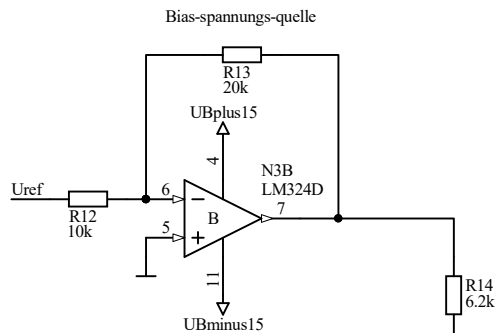 Bias-spannungs-quelle
R13
20k
UBplus15
4
N3B
LM324D
Uref
R12
10k
6
B
7
5
11
UBminus15
R14
6.2k